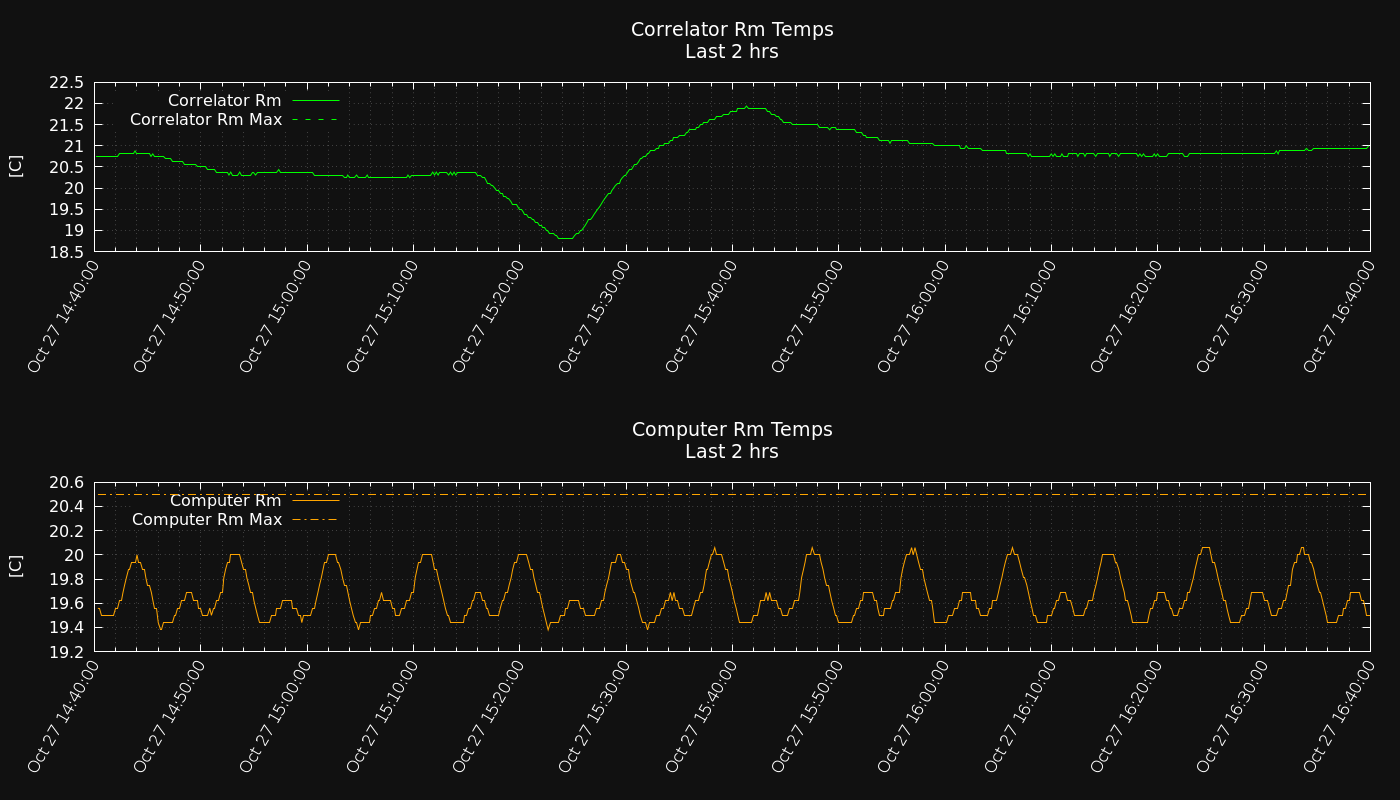 Correlator Rm Temps
Last 2 hrs
22.5
22
21.5
21
20.5
20
19.5
19
18.5
[C]
Correlator Rm
Correlator Rm Max
Oct 27 14:40:00
Oct 27 14:50:00
Oct 27 15:00:00
Oct 27 15:10:00
Oct 27 15:20:00
Oct 27 15:30:00
Oct 27 15:40:00
Oct 27 15:50:00
Oct 27 16:00:00
Oct 27 16:10:00
Oct 27 16:20:00
Oct 27 16:30:00
Oct 27 16:40:00
Computer Rm Temps
Last 2 hrs
20.6
20.4
20.2
20
19.8
19.6
19.4
19.2
[C]
Computer Rm
Computer Rm Max
Oct 27 14:40:00
Oct 27 14:50:00
Oct 27 15:00:00
Oct 27 15:10:00
Oct 27 15:20:00
Oct 27 15:30:00
Oct 27 15:40:00
Oct 27 15:50:00
Oct 27 16:00:00
Oct 27 16:10:00
Oct 27 16:20:00
Oct 27 16:30:00
Oct 27 16:40:00